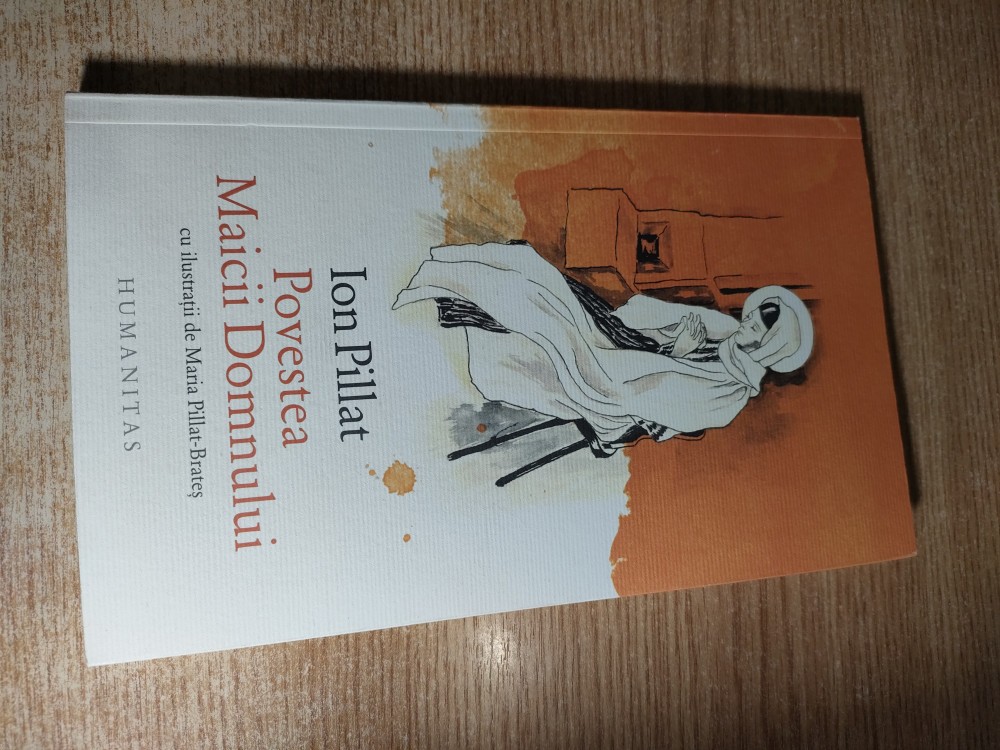 Ion Pillat
Povestea
Maicii Domnului
cu ilustrații de Maria Pillat-Brateș
HUMANITAS